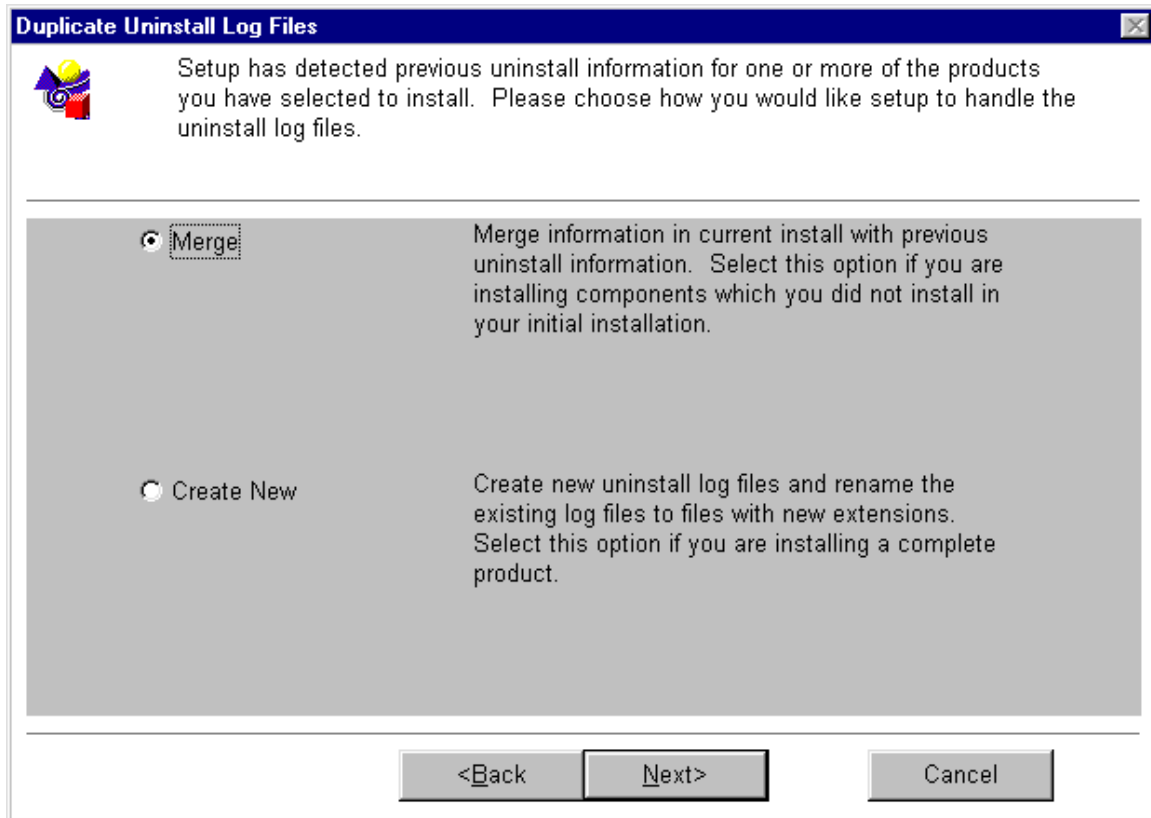 Duplicate Uninstall Log Files
Setup has detected previous uninstall information for one or more of the products
you have selected to install.  Please choose how you would like setup to handle the
uninstall log files.
Merge
Merge information in current install with previous
uninstall information.  Select this option if you are
installing components which you did not install in
your initial installation.
Create New
Create new uninstall log files and rename the
existing log files to files with new extensions.
Select this option if you are installing a complete
product.
<Back
Next>
Cancel